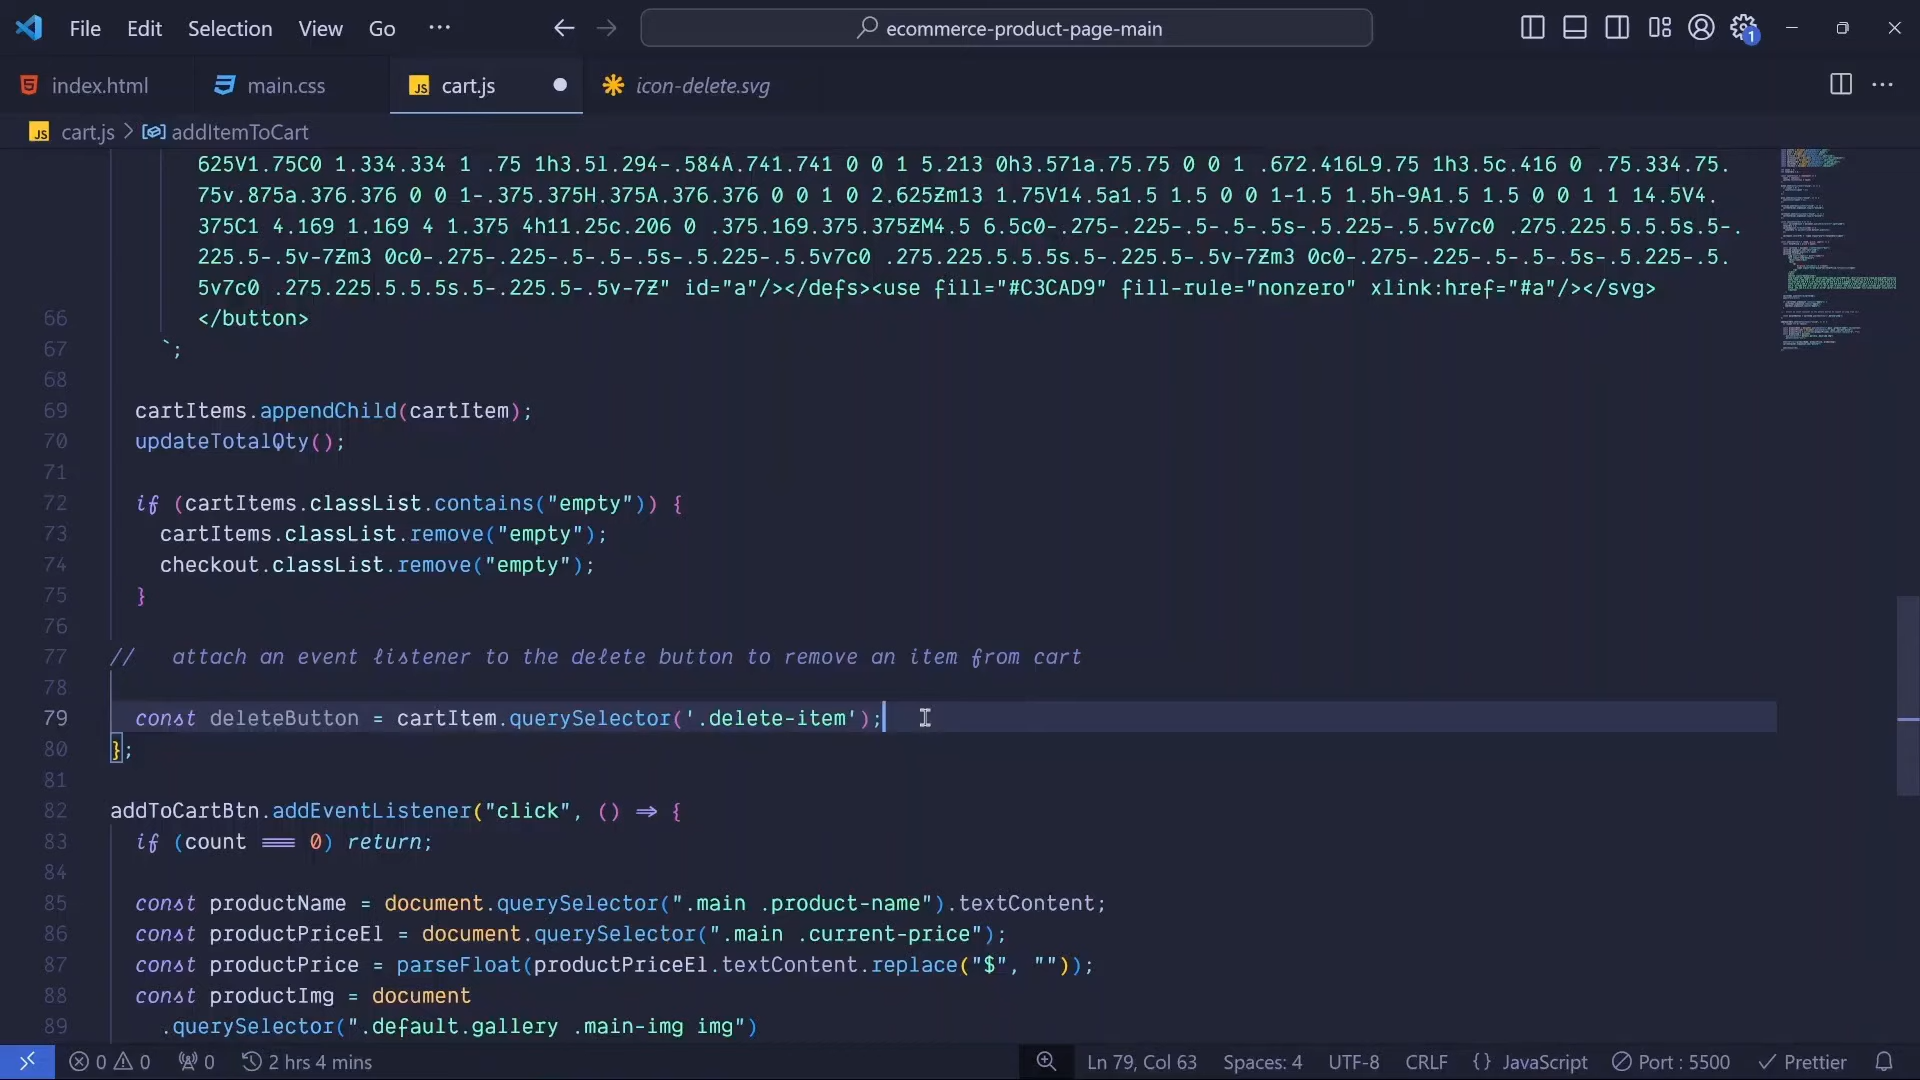 File Edit Selection View Go ··· ecommerce-product-page-main
1
index.html main.css JS cart.js icon-delete.svg
JS cart.js > addItemToCart
625V1.75C0 1.334.334 1 .75 1h3.5l.294-.584A.741.741 0 0 1 5.213 0h3.571a.75.75 0 0 1 .672.416L9.75 1h3.5c.416 0 .75.334.75.
75v.875a.376.376 0 0 1-.375.375H.375A.376.376 0 0 1 0 2.625Zm13 1.75V14.5a1.5 1.5 0 0 1-1.5 1.5h-9A1.5 1.5 0 0 1 1 14.5V4.
375C1 4.169 1.169 4 1.375 4h11.25c.206 0 .375.169.375.375ZM4.5 6.5c0-.275-.225-.5-.5-.5s-.5.225-.5.5v7c0 .275.225.5.5.5s.5-.
225.5-.5v-7Zm3 0c0-.275-.225-.5-.5-.5s-.5.225-.5.5v7c0 .275.225.5.5.5s.5-.225.5-.5v-7Zm3 0c0-.275-.225-.5-.5-.5s-.5.225-.5.
5v7c0 .275.225.5.5.5s.5-.225.5-.5v-7Z" id="a"/></defs><use fill="#C3CAD9" fill-rule="nonzero" xlink:href="#a"/></svg>
66 </button>
67 `;
68
69 cartItems.appendChild(cartItem);
70 updateTotalQty();
71
72 if (cartItems.classList.contains("empty")) {
73 cartItems.classList.remove("empty");
74 checkout.classList.remove("empty");
75 }
76
77 // attach an event listener to the delete button to remove an item from cart
78
79 const deleteButton = cartItem.querySelector('.delete-item');
80 };
81
82 addToCartBtn.addEventListener("click", () => {
83 if (count === 0) return;
84
85 const productName = document.querySelector(".main .product-name").textContent;
86 const productPriceEl = document.querySelector(".main .current-price");
87 const productPrice = parseFloat(productPriceEl.textContent.replace("$", ""));
88 const productImg = document
89 .querySelector(".default.gallery .main-img img")
0 0 0 2 hrs 4 mins Ln 79, Col 63 Spaces: 4 UTF-8 CRLF {} JavaScript Port : 5500 Prettier